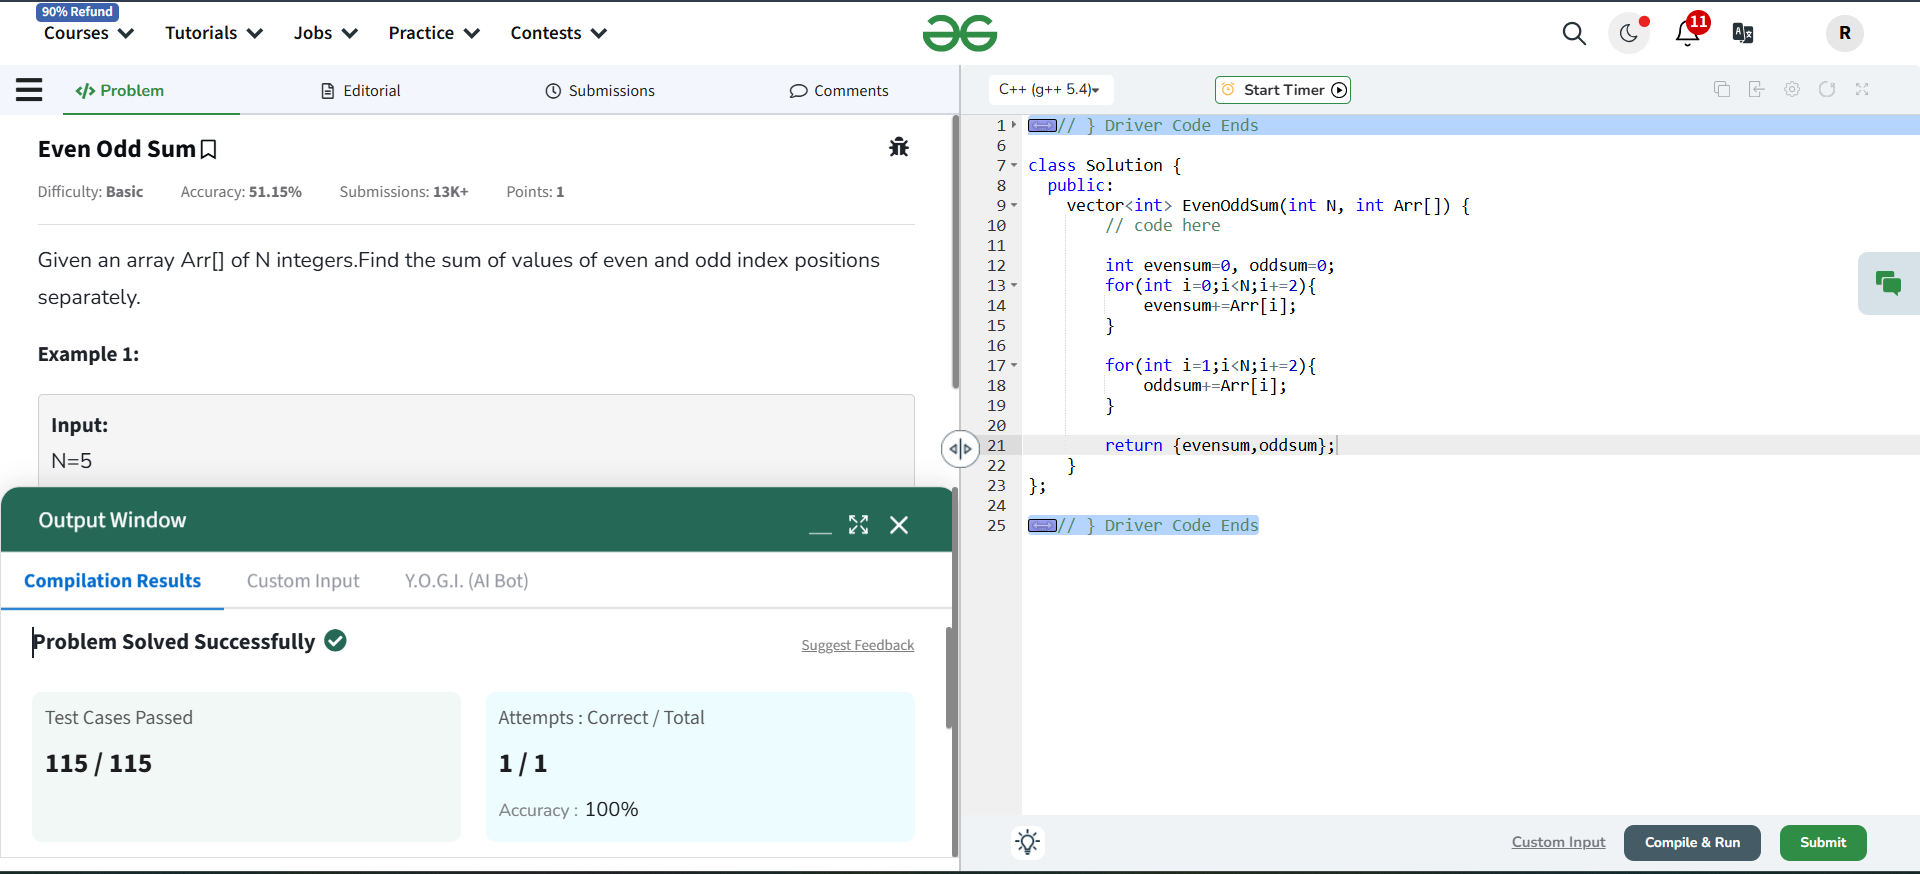 90% Refund
Courses Tutorials Jobs Practice Contests
11
R
</> Problem Editorial Submissions Comments
Even Odd Sum
Difficulty: Basic Accuracy: 51.15% Submissions: 13K+ Points: 1
Given an array Arr[] of N integers.Find the sum of values of even and odd index positions
separately.
Example 1:
Input:
N=5
Output Window
Compilation Results Custom Input Y.O.G.I. (AI Bot)
Problem Solved Successfully
Suggest Feedback
Test Cases Passed
115 / 115
Attempts : Correct / Total
1 / 1
Accuracy : 100%
C++ (g++ 5.4) Start Timer
1 // } Driver Code Ends
6
7 class Solution {
8 public:
9 vector<int> EvenOddSum(int N, int Arr[]) {
10 // code here
11
12 int evensum=0, oddsum=0;
13 for(int i=0;i<N;i+=2){
14 evensum+=Arr[i];
15 }
16
17 for(int i=1;i<N;i+=2){
18 oddsum+=Arr[i];
19 }
20
21 return {evensum,oddsum};
22 }
23 };
24
25 // } Driver Code Ends
Custom Input Compile & Run Submit